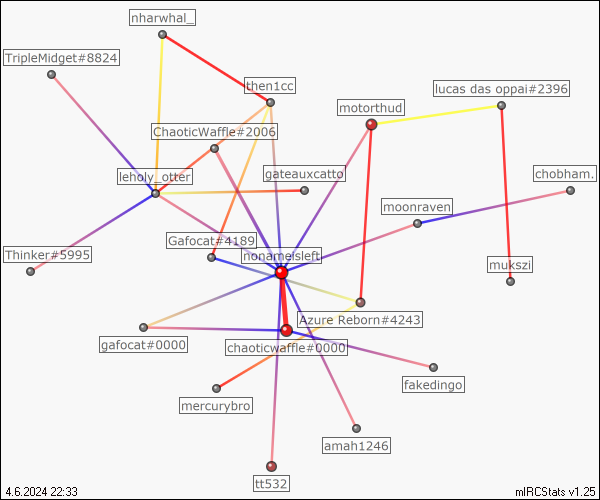 nharwhal_
TripleMidget#8824
then1cc
lucas das oppai#2396
motorthud
ChaoticWaffle#2006
leholy_otter
gateauxcatto
chobham.
moonraven
Gafocat#4189
nonameisleft
Thinker#5995
mukszi
Azure Reborn#4243
gafocat#0000
chaoticwaffle#0000
fakedingo
mercurybro
amah1246
tt532
4.6.2024 22:33
mIRCStats v1.25